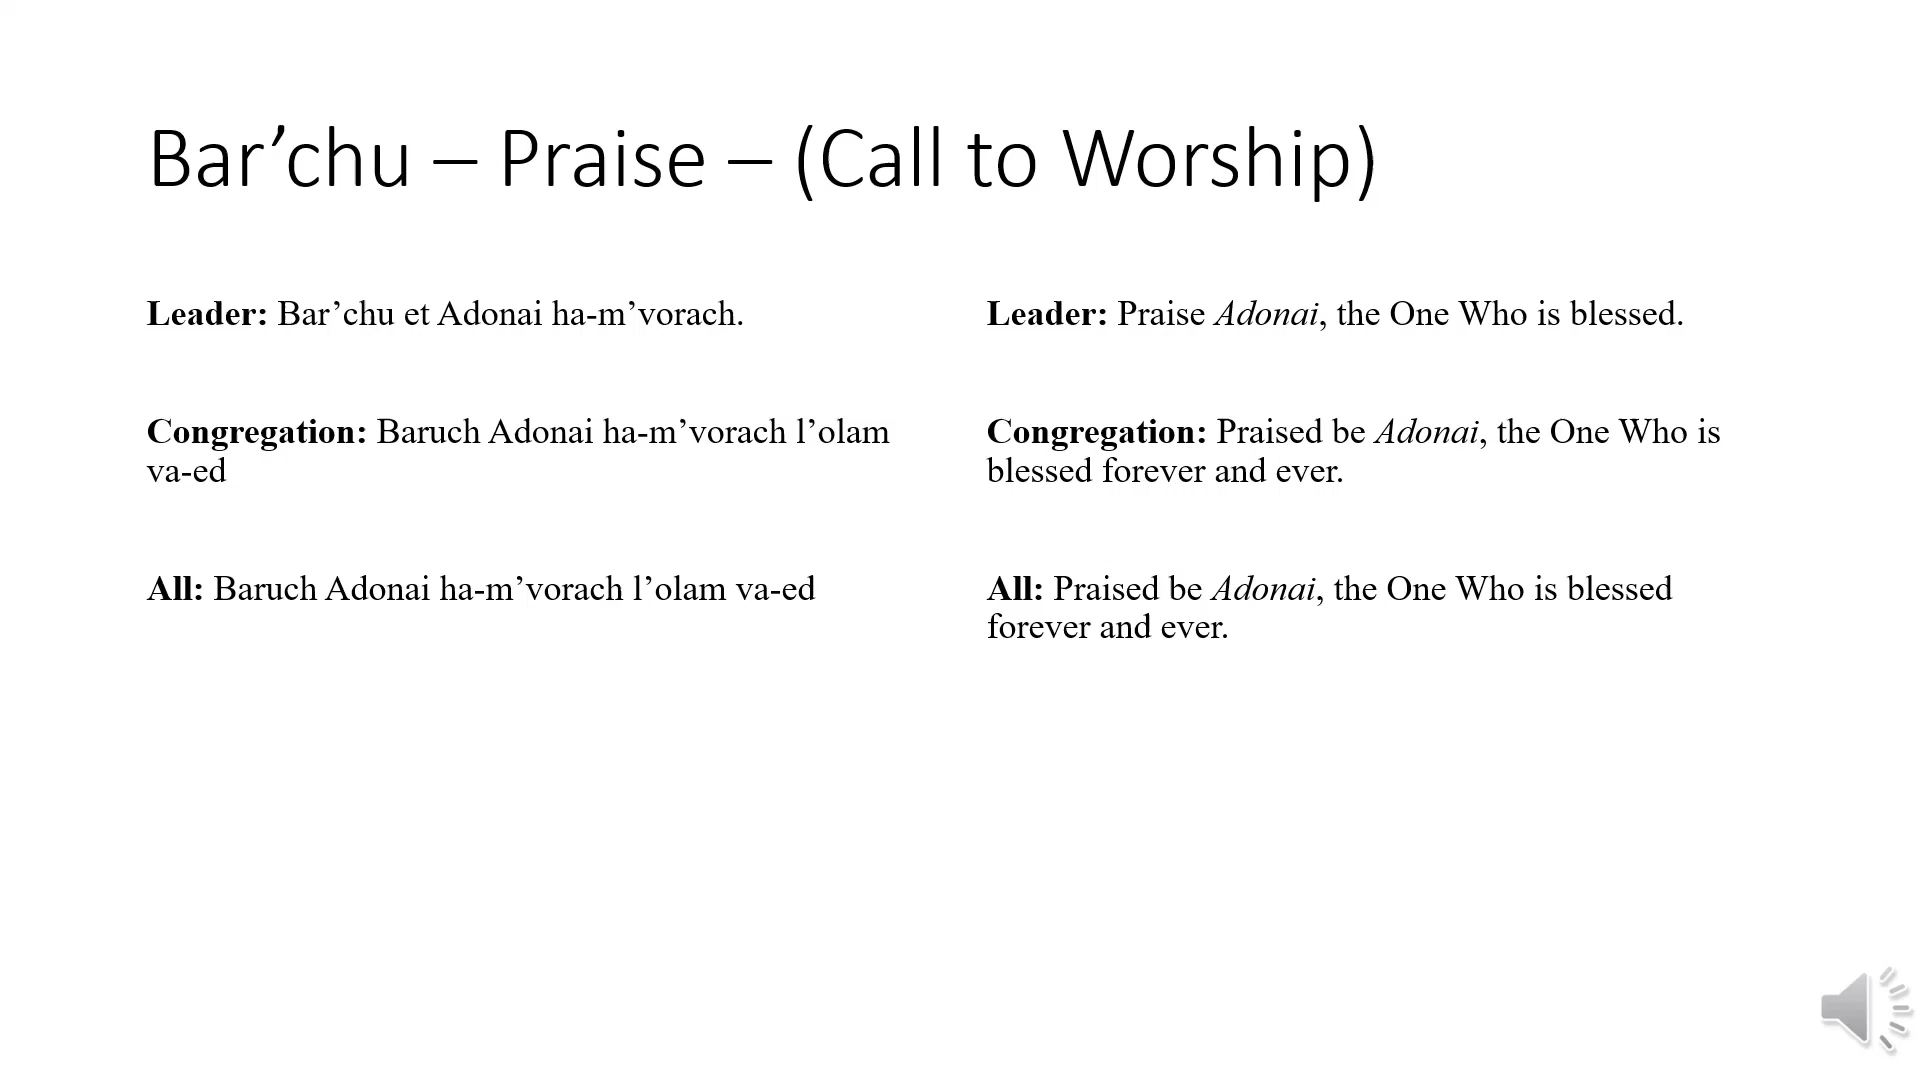 Bar’chu – Praise – (Call to Worship)
Leader: Bar’chu et Adonai ha-m’vorach.
Congregation: Baruch Adonai ha-m’vorach l’olam
va-ed
All: Baruch Adonai ha-m’vorach l’olam va-ed
Leader: Praise Adonai, the One Who is blessed.
Congregation: Praised be Adonai, the One Who is
blessed forever and ever.
All: Praised be Adonai, the One Who is blessed
forever and ever.